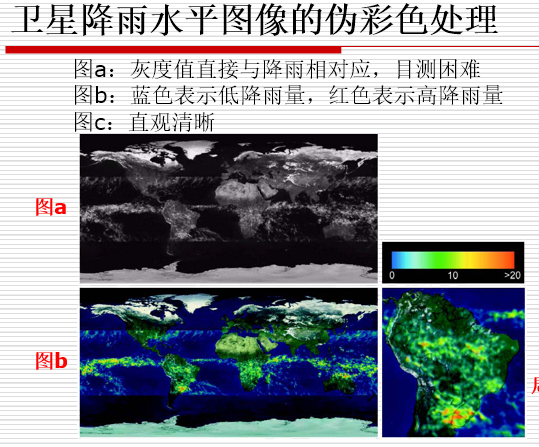 卫星降雨水平图像的伪彩色处理
图a：灰度值直接与降雨相对应，目测困难
图b：蓝色表示低降雨量，红色表示高降雨量
图c：直观清晰
图a
0 10 >20
图b